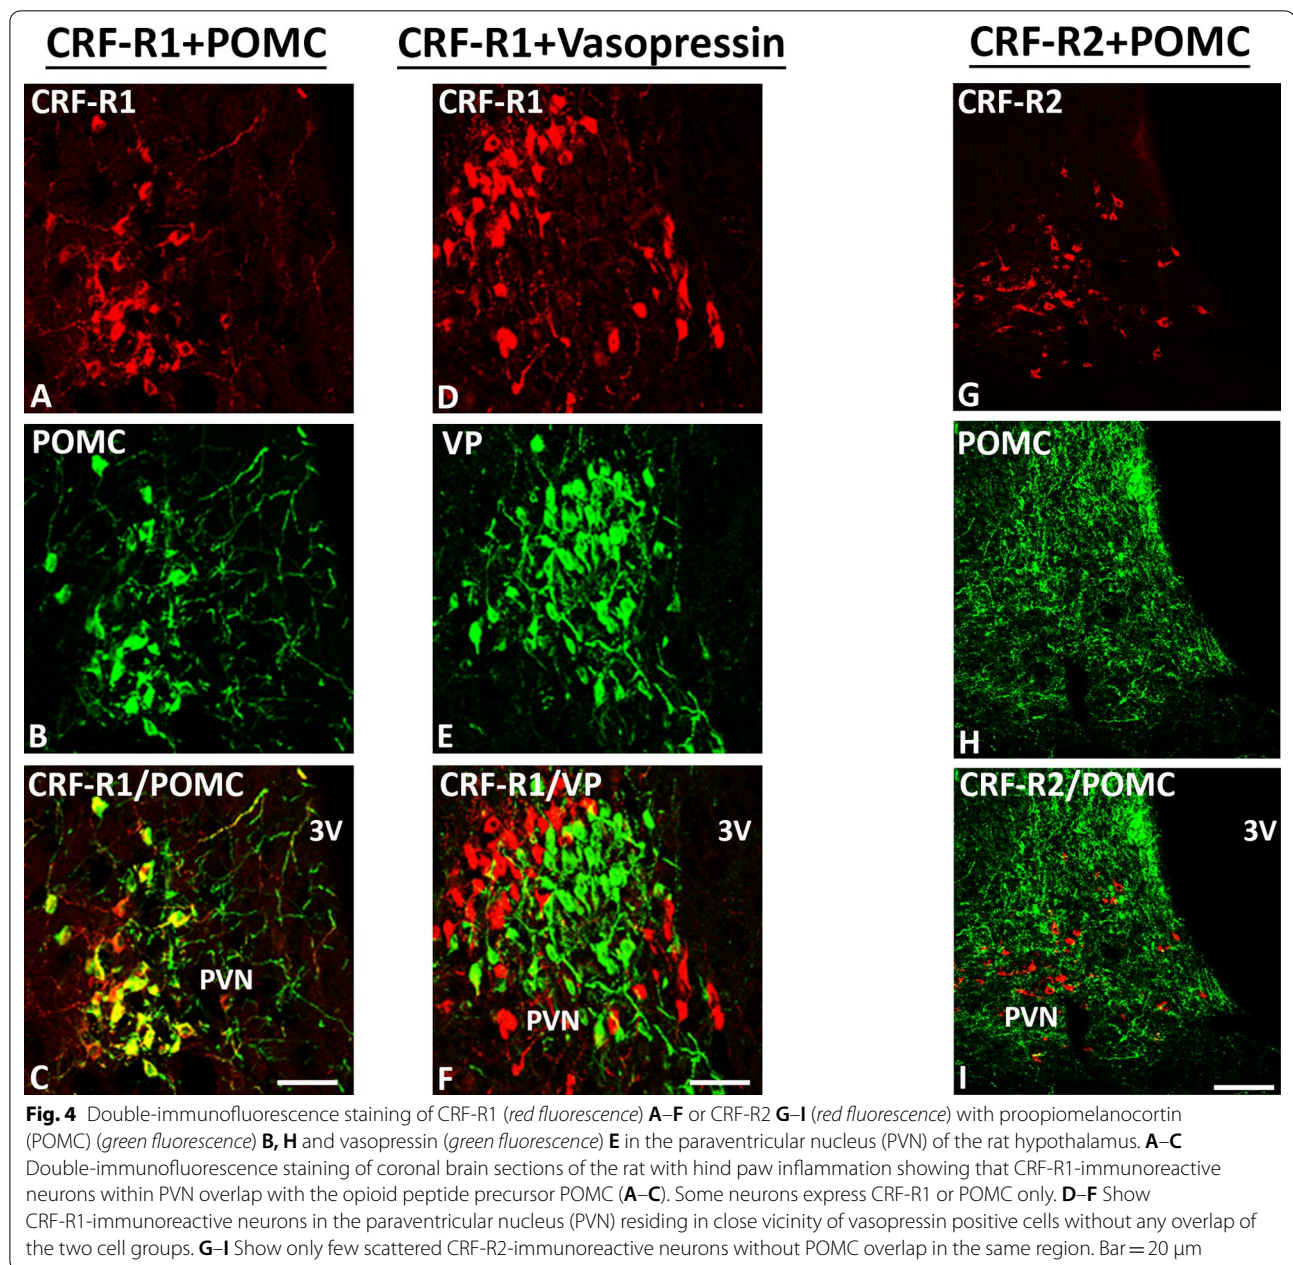 CRF-R1+POMC
CRF-R1+Vasopressin
CRF-R2+POMC
CRF-R1
A
CRF-R1
D
CRF-R2
G
POMC
B
VP
E
POMC
H
CRF-R1/POMC
3V
PVN
C
CRF-R1/VP
3V
PVN
F
CRF-R2/POMC
3V
PVN
I
Fig. 4 Double-immunofluorescence staining of CRF-R1 (red fluorescence) A–F or CRF-R2 G–I (red fluorescence) with proopiomelanocortin
(POMC) (green fluorescence) B, H and vasopressin (green fluorescence) E in the paraventricular nucleus (PVN) of the rat hypothalamus. A–C
Double-immunofluorescence staining of coronal brain sections of the rat with hind paw inflammation showing that CRF-R1-immunoreactive
neurons within PVN overlap with the opioid peptide precursor POMC (A–C). Some neurons express CRF-R1 or POMC only. D–F Show
CRF-R1-immunoreactive neurons in the paraventricular nucleus (PVN) residing in close vicinity of vasopressin positive cells without any overlap of
the two cell groups. G–I Show only few scattered CRF-R2-immunoreactive neurons without POMC overlap in the same region. Bar = 20 µm